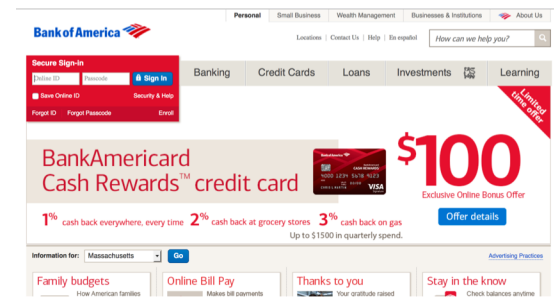 Personal Small Business Wealth Management Businesses & Institutions About Us
Bank of America
Locations Contact Us Help En español How can we help you?
Secure Sign-in
Online ID Passcode Sign In
Banking Credit Cards Loans Investments Learning
Save Online ID Security & Help
Forgot ID Forgot Passcode Enroll
Limited time offer
BankAmericard
Cash Rewards™ credit card
$100
Exclusive Online Bonus Offer
Offer details
1% cash back everywhere, every time 2% cash back at grocery stores 3% cash back on gas
Up to $1500 in quarterly spend.
Information for: Massachusetts Go Advertising Practices
Family budgets Online Bill Pay Thanks to you Stay in the know
How American families Makes bill payments Your gratitude raised Check balances anytime